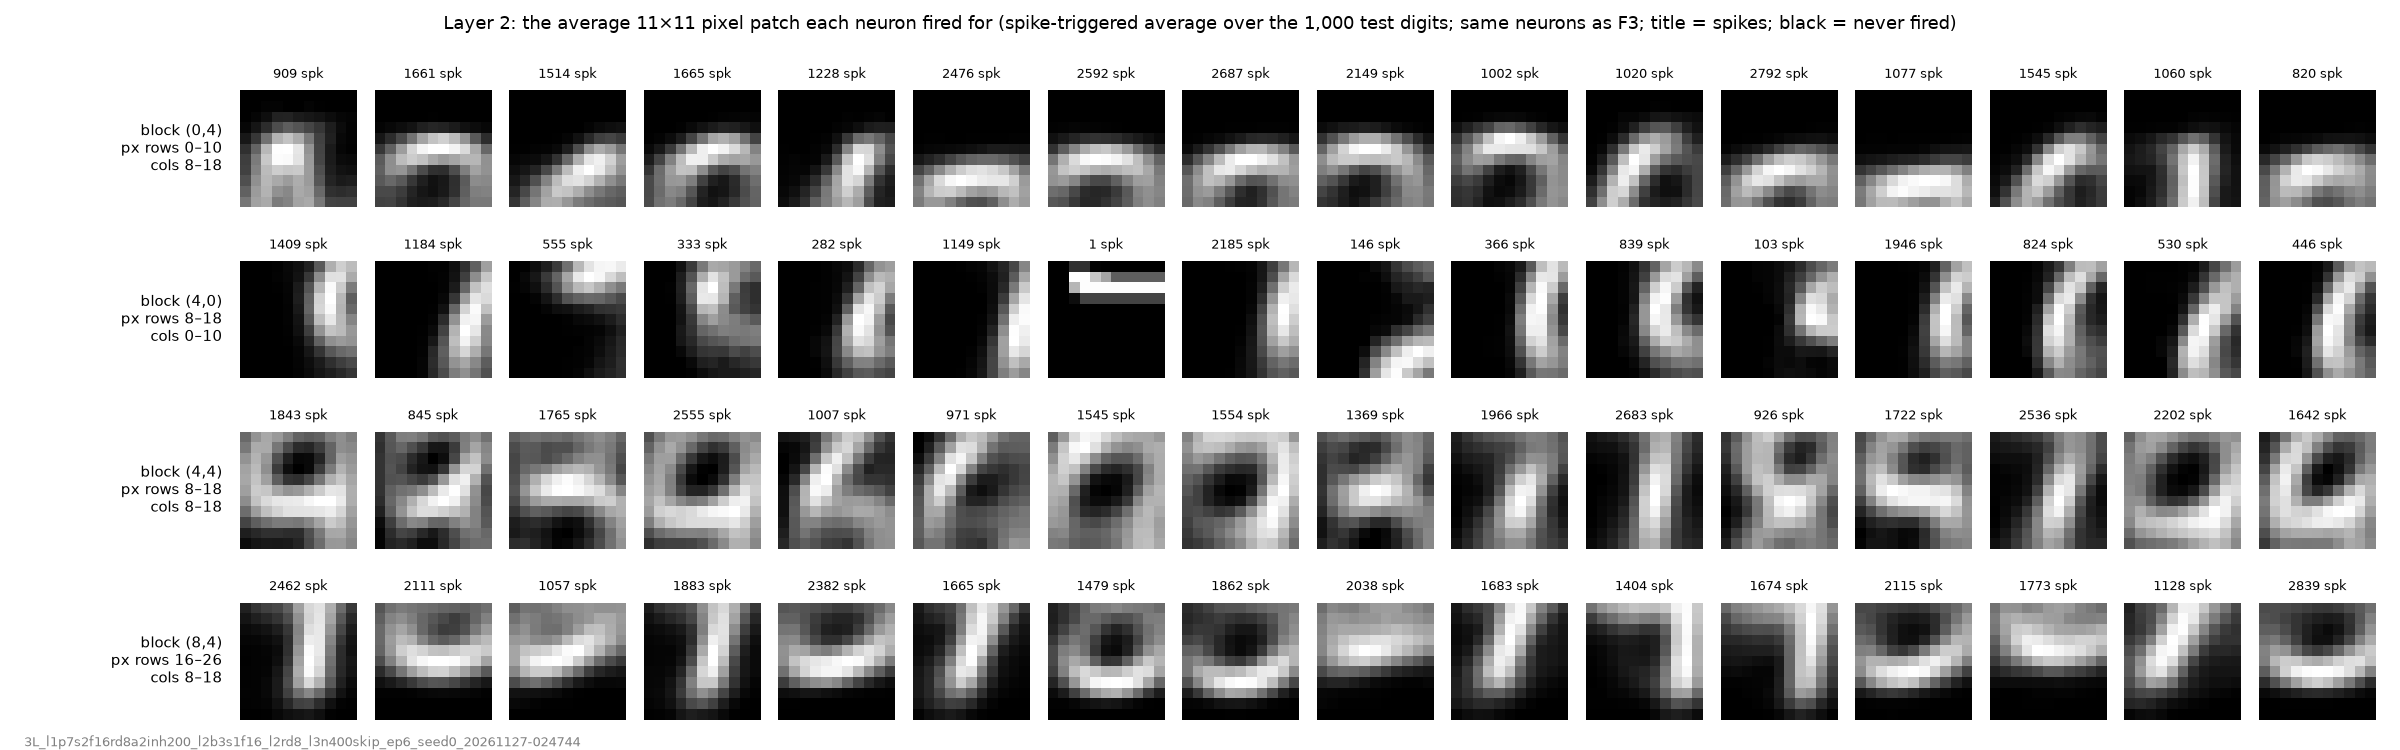 Layer 2: the average 11×11 pixel patch each neuron fired for (spike-triggered average over the 1,000 test digits; same neurons as F3; title = spikes; black = never fired)
909 spk 1661 spk 1514 spk 1665 spk 1228 spk 2476 spk 2592 spk 2687 spk 2149 spk 1002 spk 1020 spk 2792 spk 1077 spk 1545 spk 1060 spk 820 spk
block (0,4)
px rows 0–10
cols 8–18
1409 spk 1184 spk 555 spk 333 spk 282 spk 1149 spk 1 spk 2185 spk 146 spk 366 spk 839 spk 103 spk 1946 spk 824 spk 530 spk 446 spk
block (4,0)
px rows 8–18
cols 0–10
1843 spk 845 spk 1765 spk 2555 spk 1007 spk 971 spk 1545 spk 1554 spk 1369 spk 1966 spk 2683 spk 926 spk 1722 spk 2536 spk 2202 spk 1642 spk
block (4,4)
px rows 8–18
cols 8–18
2462 spk 2111 spk 1057 spk 1883 spk 2382 spk 1665 spk 1479 spk 1862 spk 2038 spk 1683 spk 1404 spk 1674 spk 2115 spk 1773 spk 1128 spk 2839 spk
block (8,4)
px rows 16–26
cols 8–18
3L_l1p7s2f16rd8a2inh200_l2b3s1f16_l2rd8_l3n400skip_ep6_seed0_20261127-024744